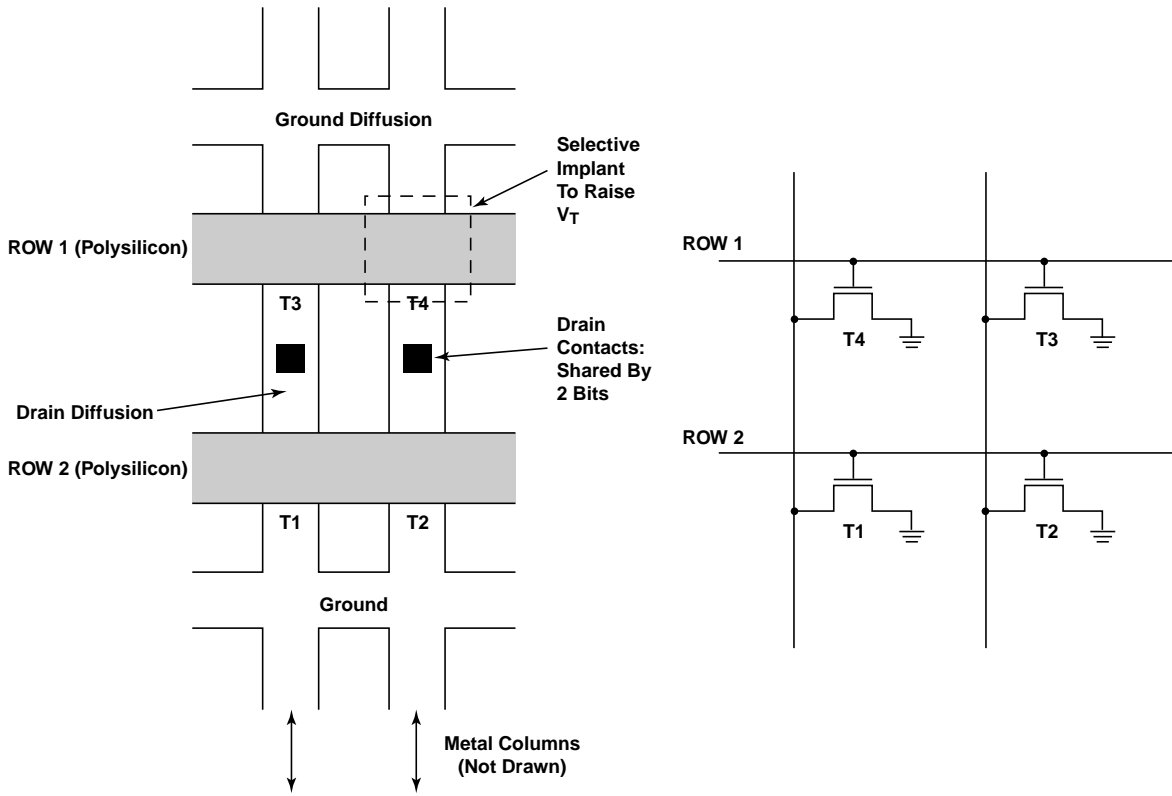 Ground Diffusion
Selective
Implant
To Raise
VT
ROW 1 (Polysilicon)
T3
T4
Drain
Contacts:
Shared By
2 Bits
Drain Diffusion
ROW 2 (Polysilicon)
T1
T2
Ground
Metal Columns
(Not Drawn)
ROW 1
T4
T3
ROW 2
T1
T2